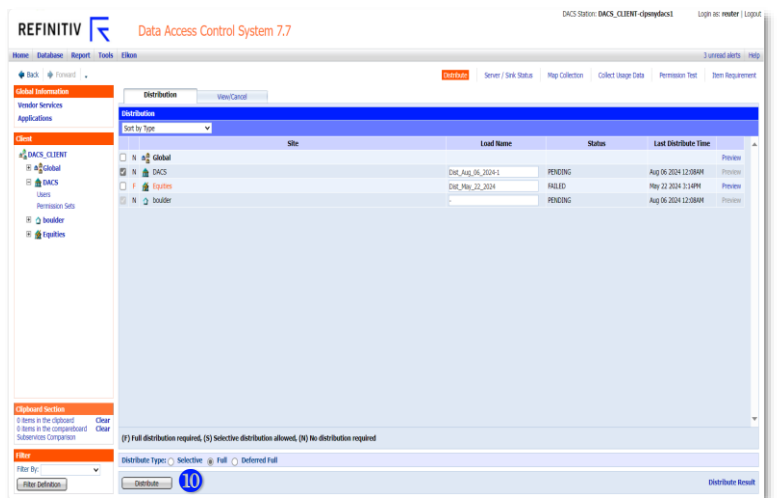 DACS Station: DACS_CLIENT-cipsnydacs1 Login as: reuter | Logout
REFINITIV Data Access Control System 7.7
Home Database Report Tools Eikon 3 unread alerts Help
Back Forward Distribute Server / Sink Status Map Collection Collect Usage Data Permission Test Item Requirement
Global Information
Vendor Services
Applications
Client
DACS_CLIENT
Global
DACS
Users
Permission Sets
boulder
Equities
Distribution View/Cancel
Distribution
Sort by Type
Site Load Name Status Last Distribute Time
N Global Preview
N DACS Dist_Aug_06_2024-1 PENDING Aug 06 2024 12:08AM Preview
F Equities Dist_May_22_2024 FAILED May 22 2024 3:14PM Preview
N boulder - PENDING Aug 06 2024 12:08AM Preview
Clipboard Section
0 items in the clipboard Clear
0 items in the compareboard Clear
Subservices Comparison
(F) Full distribution required, (S) Selective distribution allowed, (N) No distribution required
Filter
Filter By:
Filter Definition
Distribute Type: Selective Full Deferred Full
Distribute 10 Distribute Result